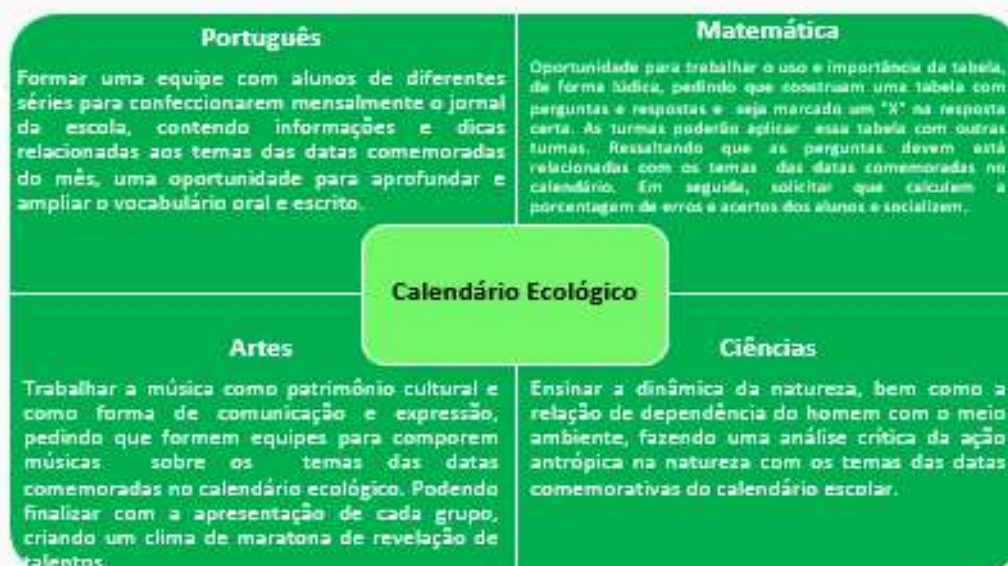 Português
Formar uma equipe com alunos de diferentes
séries para confeccionarem mensalmente o jornal
da escola, contendo informações e dicas
relacionadas aos temas das datas comemoradas
do mês, uma oportunidade para aprofundar e
ampliar o vocabulário oral e escrito.
Matemática
Oportunidade para trabalhar o uso e importância da tabela,
de forma lúdica, pedindo que construam uma tabela com
perguntas e respostas e seja marcado um "X" na resposta
certa. As turmas poderão aplicar essa tabela com outras
turmas. Ressaltando que as perguntas devem está
relacionadas com os temas das datas comemoradas no
calendário. Em seguida, solicitar que calculem a
porcentagem de erros e acertos dos alunos e socializem.
Calendário Ecológico
Artes
Trabalhar a música como patrimônio cultural e
como forma de comunicação e expressão,
pedindo que formem equipes para comporem
músicas sobre os temas das datas
comemoradas no calendário ecológico. Podendo
finalizar com a apresentação de cada grupo,
criando um clima de maratona de revelação de
talentos.
Ciências
Ensinar a dinâmica da natureza, bem como a
relação de dependência do homem com o meio
ambiente, fazendo uma análise crítica da ação
antrópica na natureza com os temas das datas
comemorativas do calendário escolar.